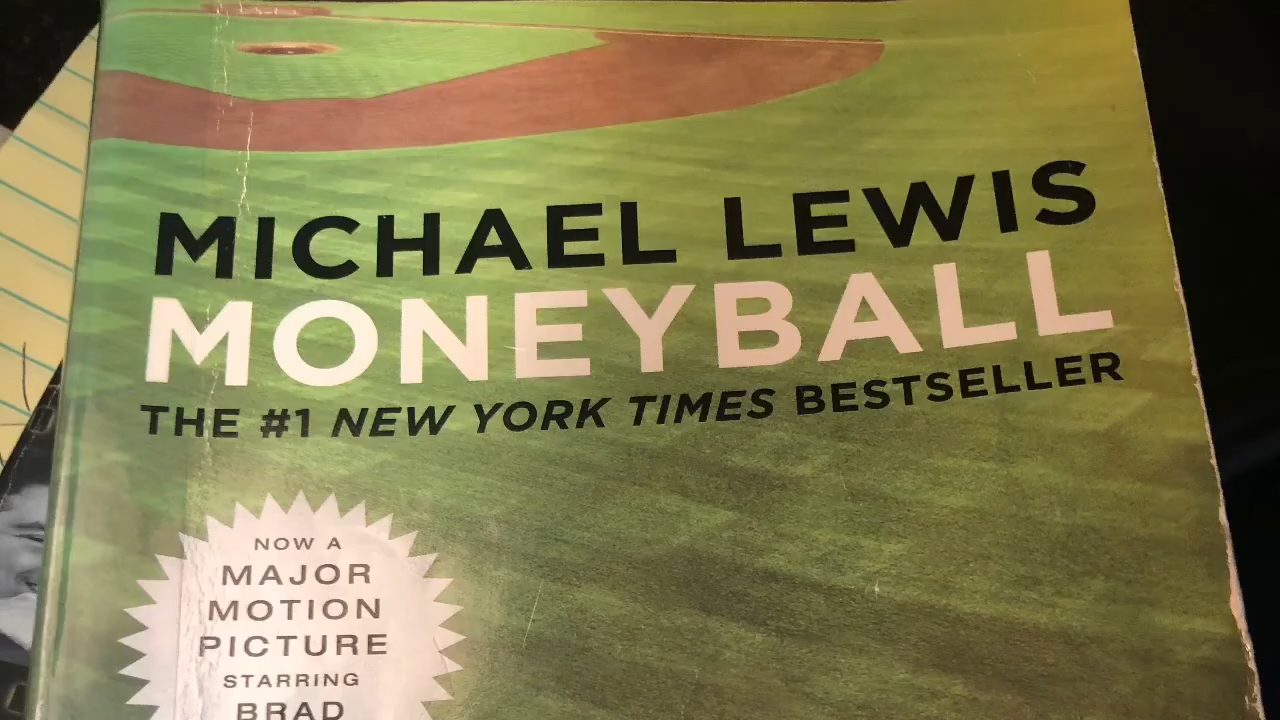 MICHAEL LEWIS
MONEYBALL
THE #1 NEW YORK TIMES BESTSELLER
NOW A
MAJOR
MOTION
PICTURE
STARRING
BRAD